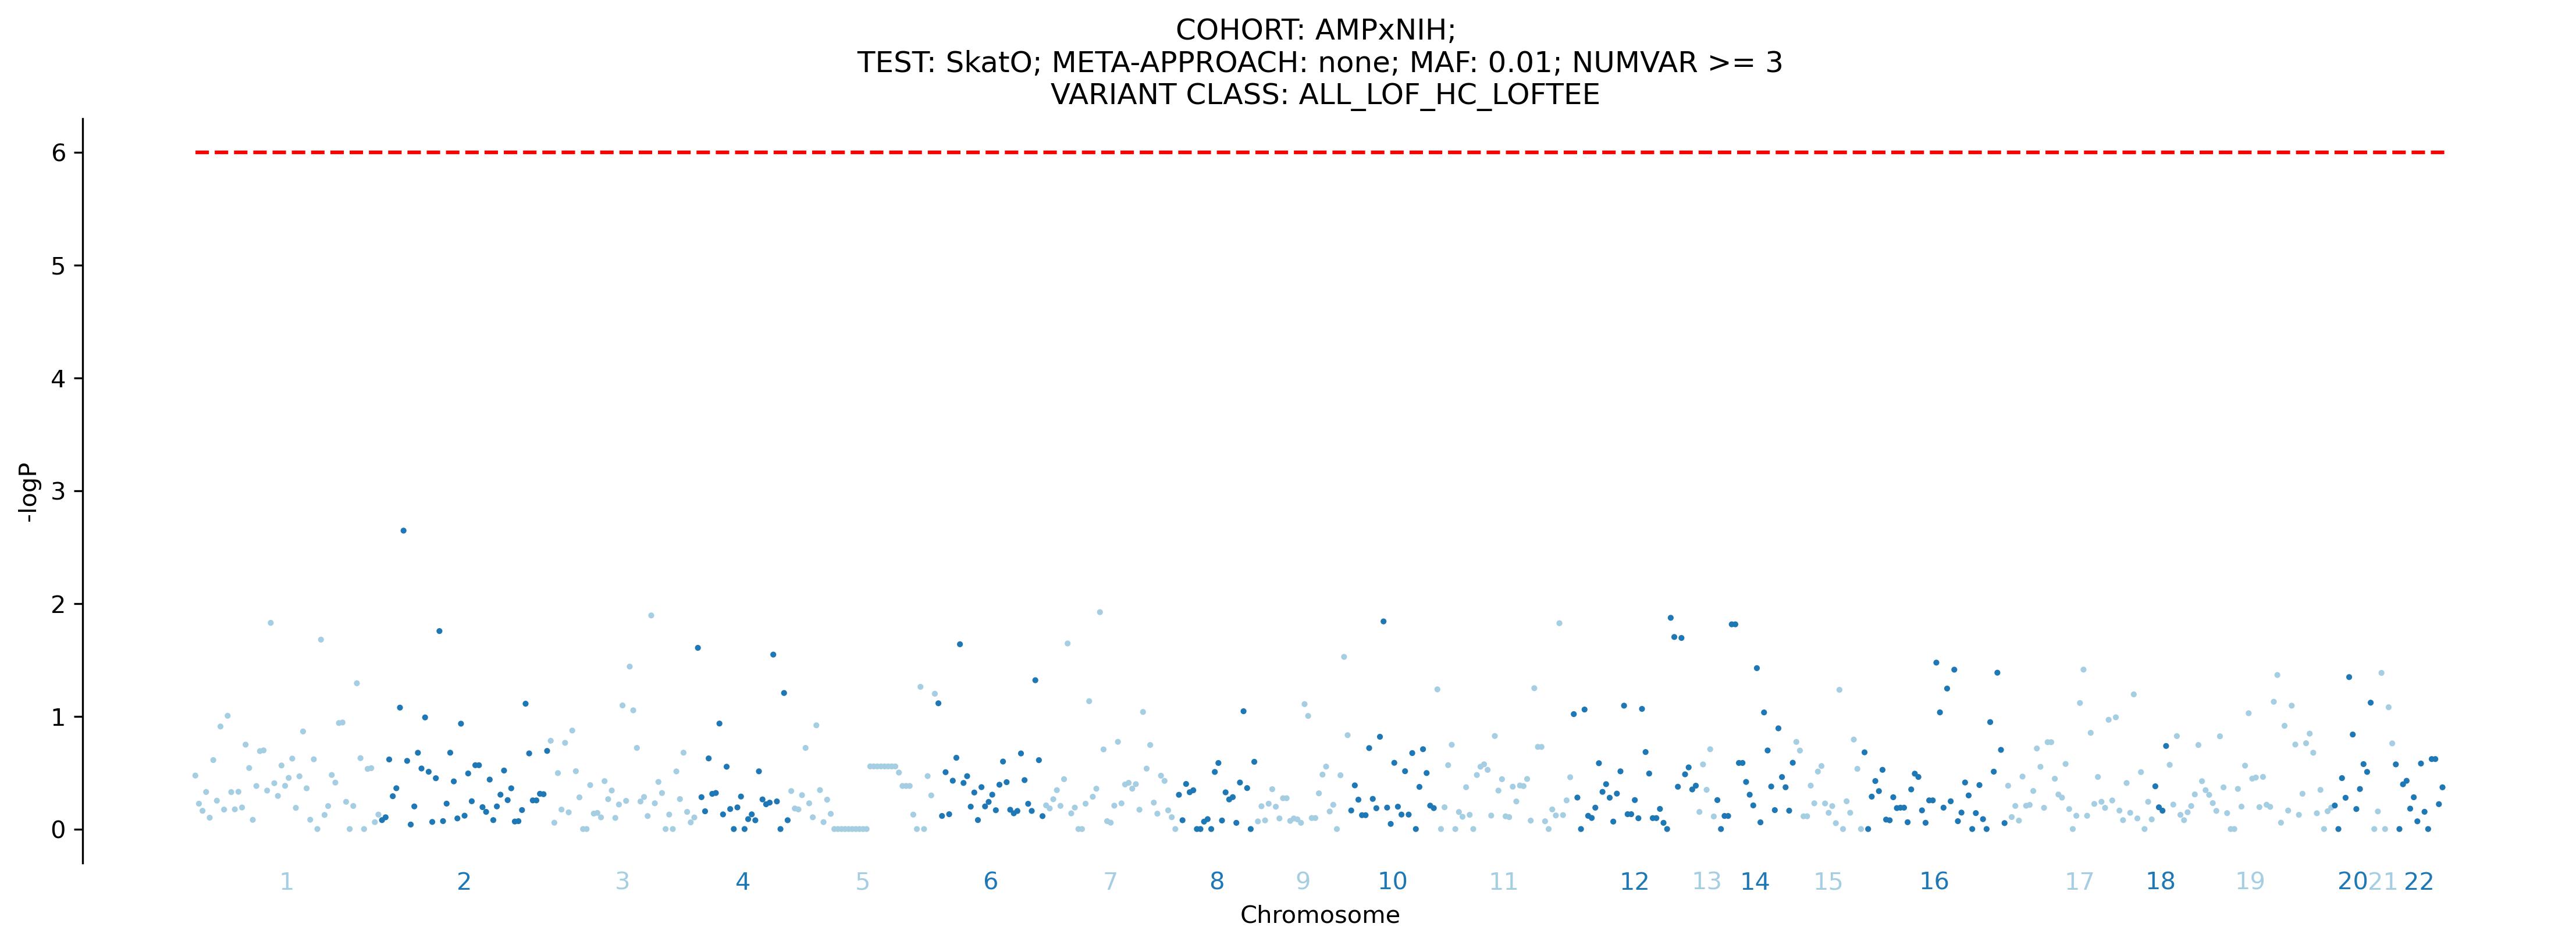 COHORT: AMPxNIH;
TEST: SkatO; META-APPROACH: none; MAF: 0.01; NUMVAR >= 3
VARIANT CLASS: ALL_LOF_HC_LOFTEE
6
5
4
3
2
1
0
-logP
1 2 3 4 5 6 7 8 9 10 11 12 13 14 15 16 17 18 19 20 21 22
Chromosome